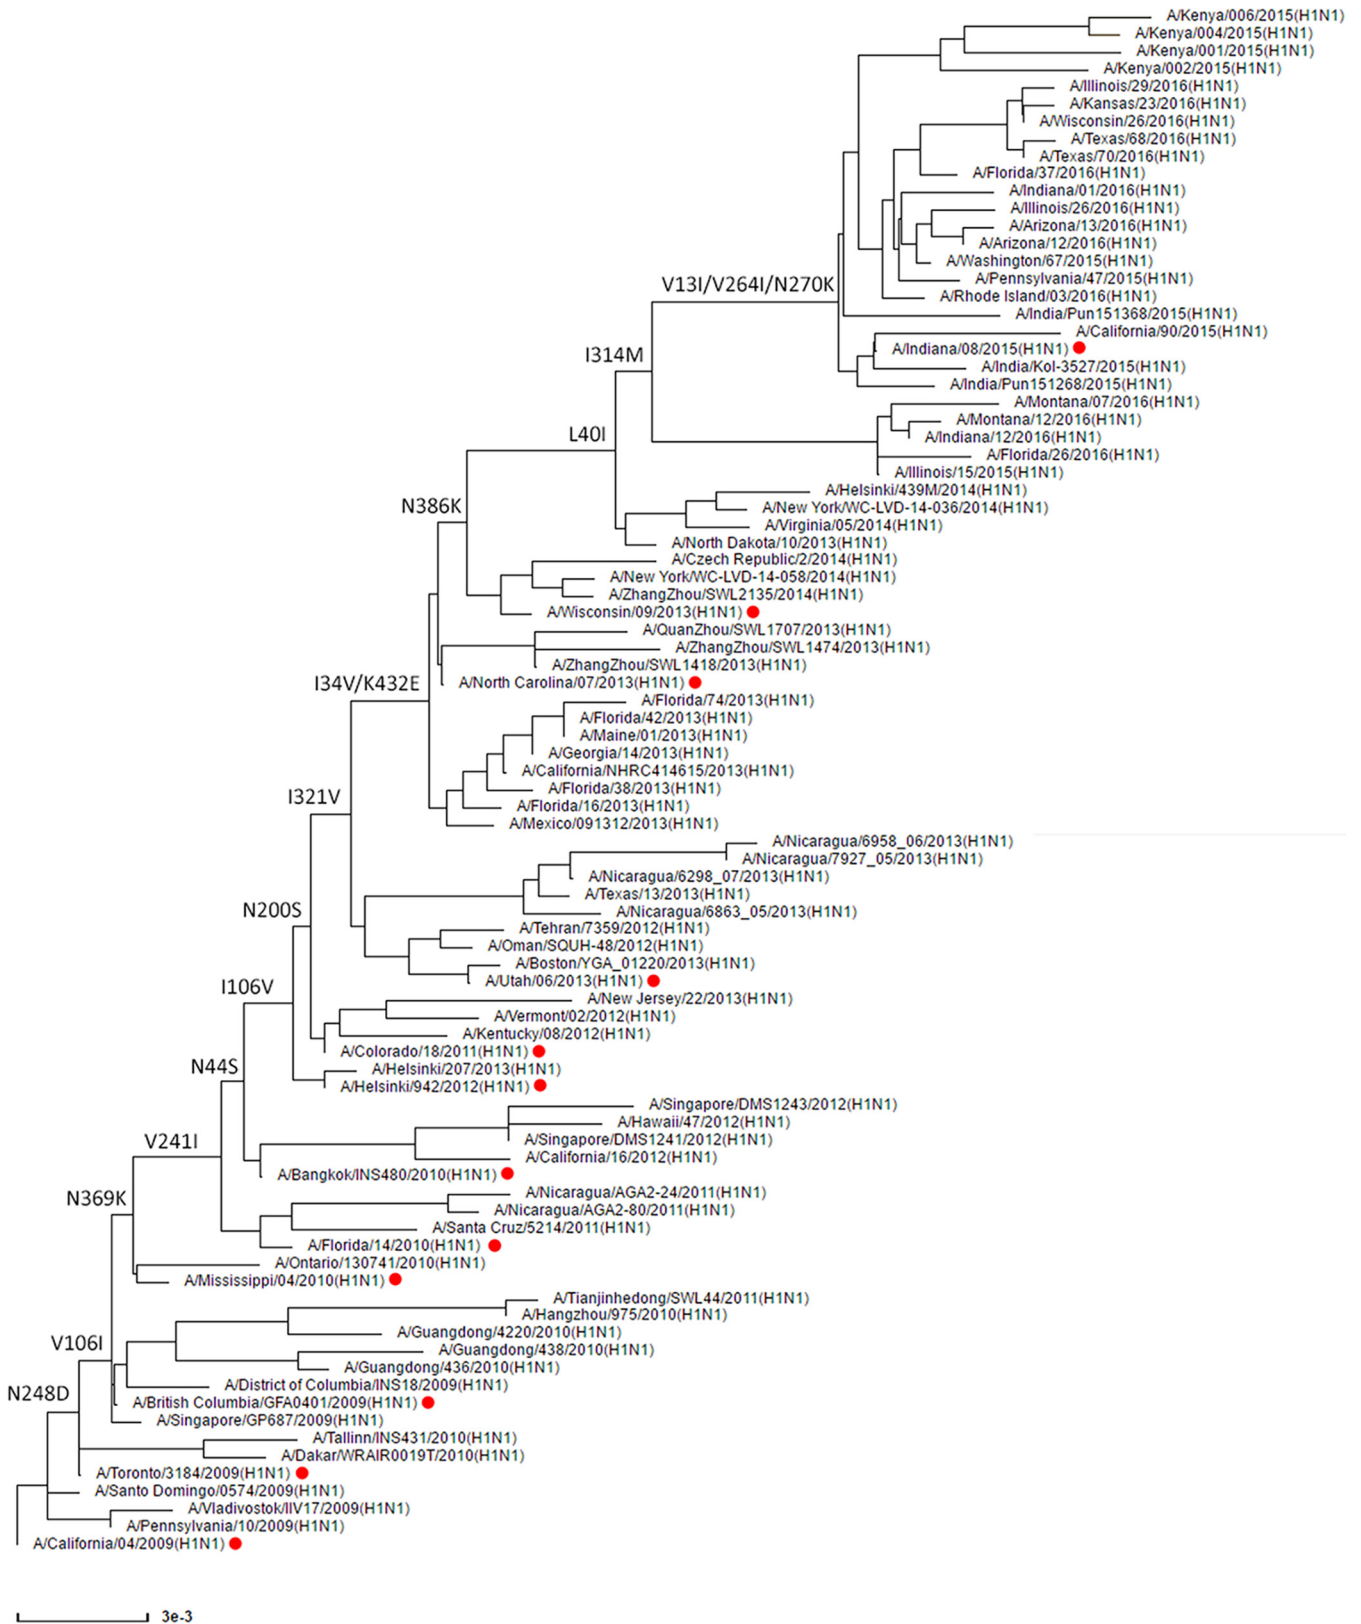 A/Kenya/006/2015(H1N1)
A/Kenya/004/2015(H1N1)
A/Kenya/001/2015(H1N1)
A/Kenya/002/2015(H1N1)
A/Illinois/29/2016(H1N1)
A/Kansas/23/2016(H1N1)
A/Wisconsin/26/2016(H1N1)
A/Texas/68/2016(H1N1)
A/Texas/70/2016(H1N1)
A/Florida/37/2016(H1N1)
A/Indiana/01/2016(H1N1)
A/Illinois/26/2016(H1N1)
A/Arizona/13/2016(H1N1)
A/Arizona/12/2016(H1N1)
A/Washington/67/2015(H1N1)
A/Pennsylvania/47/2015(H1N1)
V13I/V264I/N270K
A/Rhode Island/03/2016(H1N1)
A/India/Pun151368/2015(H1N1)
A/California/90/2015(H1N1)
A/Indiana/08/2015(H1N1)
I314M
A/India/Kol-3527/2015(H1N1)
A/India/Pun151268/2015(H1N1)
A/Montana/07/2016(H1N1)
A/Montana/12/2016(H1N1)
L40I
A/Indiana/12/2016(H1N1)
A/Florida/26/2016(H1N1)
A/Illinois/15/2015(H1N1)
A/Helsinki/439M/2014(H1N1)
N386K
A/New York/WC-LVD-14-036/2014(H1N1)
A/Virginia/05/2014(H1N1)
A/North Dakota/10/2013(H1N1)
A/Czech Republic/2/2014(H1N1)
A/New York/WC-LVD-14-058/2014(H1N1)
A/ZhangZhou/SWL2135/2014(H1N1)
A/Wisconsin/09/2013(H1N1)
A/QuanZhou/SWL1707/2013(H1N1)
A/ZhangZhou/SWL1474/2013(H1N1)
A/ZhangZhou/SWL1418/2013(H1N1)
I34V/K432E
A/North Carolina/07/2013(H1N1)
A/Florida/74/2013(H1N1)
A/Florida/42/2013(H1N1)
A/Maine/01/2013(H1N1)
A/Georgia/14/2013(H1N1)
A/California/NHRC414615/2013(H1N1)
A/Florida/38/2013(H1N1)
I321V
A/Florida/16/2013(H1N1)
A/Mexico/091312/2013(H1N1)
A/Nicaragua/6958_06/2013(H1N1)
A/Nicaragua/7927_05/2013(H1N1)
A/Nicaragua/6298_07/2013(H1N1)
A/Texas/13/2013(H1N1)
N200S
A/Nicaragua/6863_05/2013(H1N1)
A/Tehran/7359/2012(H1N1)
A/Oman/SQUH-48/2012(H1N1)
A/Boston/YGA_01220/2013(H1N1)
A/Utah/06/2013(H1N1)
I106V
A/New Jersey/22/2013(H1N1)
A/Vermont/02/2012(H1N1)
A/Kentucky/08/2012(H1N1)
A/Colorado/18/2011(H1N1)
N44S
A/Helsinki/207/2013(H1N1)
A/Helsinki/942/2012(H1N1)
A/Singapore/DMS1243/2012(H1N1)
A/Hawaii/47/2012(H1N1)
A/Singapore/DMS1241/2012(H1N1)
V241I
A/California/16/2012(H1N1)
A/Bangkok/INS480/2010(H1N1)
A/Nicaragua/AGA2-24/2011(H1N1)
N369K
A/Nicaragua/AGA2-80/2011(H1N1)
A/Santa Cruz/5214/2011(H1N1)
A/Florida/14/2010(H1N1)
A/Ontario/130741/2010(H1N1)
A/Mississippi/04/2010(H1N1)
A/Tianjinhedong/SWL44/2011(H1N1)
A/Hangzhou/975/2010(H1N1)
A/Guangdong/4220/2010(H1N1)
V106I
A/Guangdong/438/2010(H1N1)
A/Guangdong/436/2010(H1N1)
A/District of Columbia/INS18/2009(H1N1)
N248D
A/British Columbia/GFA0401/2009(H1N1)
A/Singapore/GP687/2009(H1N1)
A/Tallinn/INS431/2010(H1N1)
A/Dakar/WRAIR0019T/2010(H1N1)
A/Toronto/3184/2009(H1N1)
A/Santo Domingo/0574/2009(H1N1)
A/Vladivostok/IIV17/2009(H1N1)
A/Pennsylvania/10/2009(H1N1)
A/California/04/2009(H1N1)
3e-3